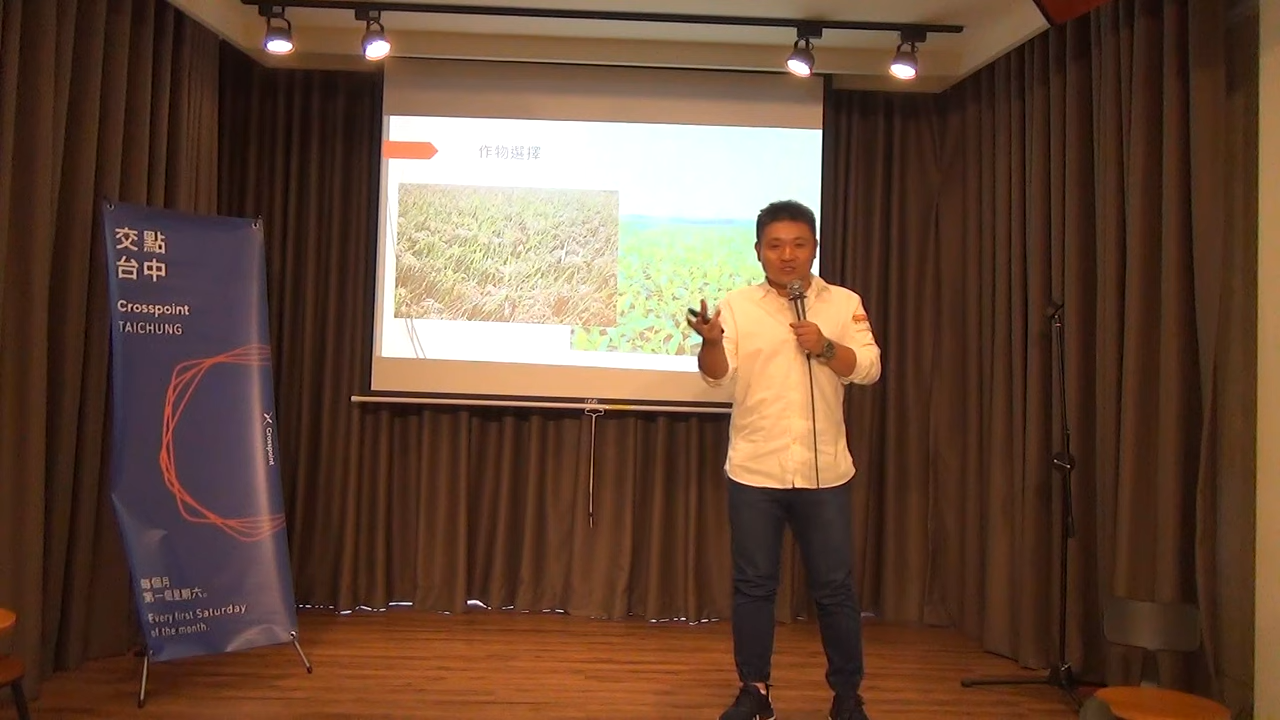 作物選擇
交點
台中
Crosspoint
TAICHUNG
Crosspoint
每個月
第一個星期六。
Every first Saturday
of the month.